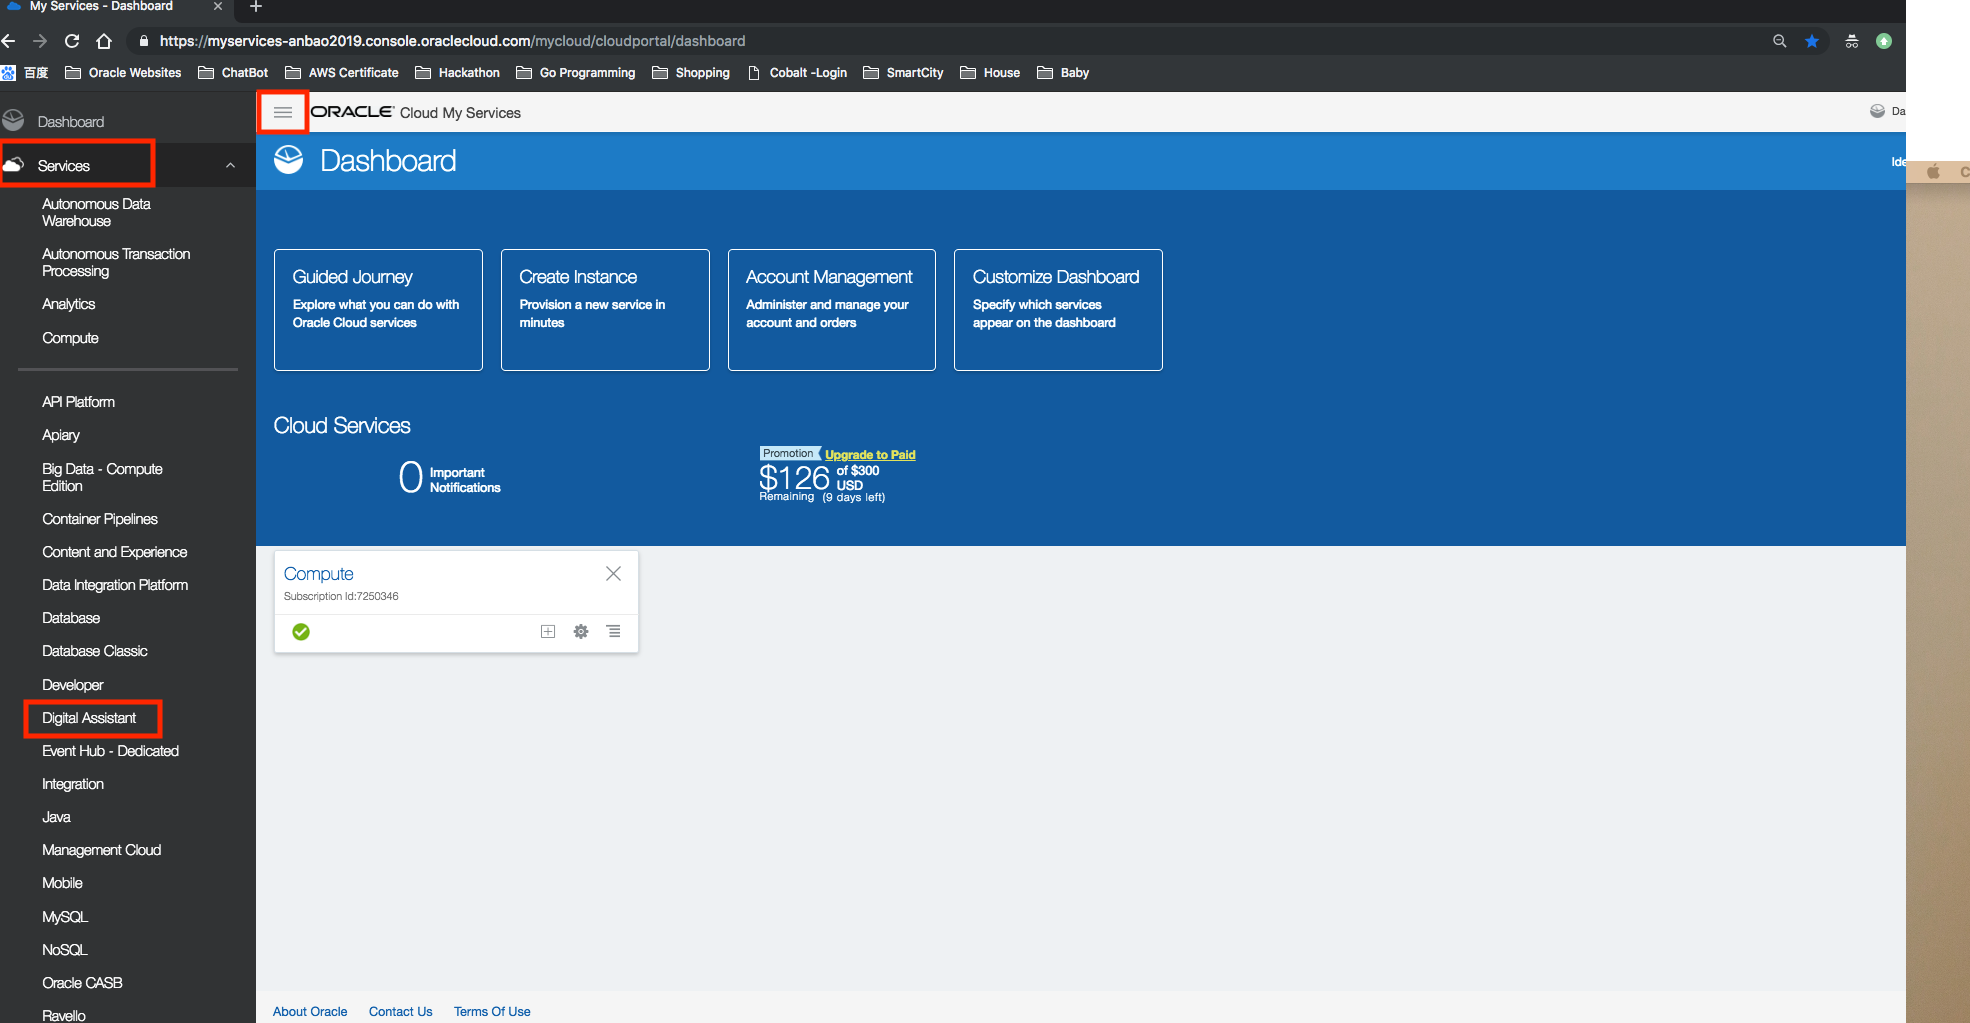 My Services - Dashboard
https://myservices-anbao2019.console.oraclecloud.com/mycloud/cloudportal/dashboard
百度 Oracle Websites ChatBot AWS Certificate Hackathon Go Programming Shopping Cobalt -Login SmartCity House Baby
Dashboard
Services
Autonomous Data
Warehouse
Autonomous Transaction
Processing
Analytics
Compute
API Platform
Apiary
Big Data - Compute
Edition
Container Pipelines
Content and Experience
Data Integration Platform
Database
Database Classic
Developer
Digital Assistant
Event Hub - Dedicated
Integration
Java
Management Cloud
Mobile
MySQL
NoSQL
Oracle CASB
Ravello
ORACLE Cloud My Services
Da
Dashboard
Ide
Guided Journey
Explore what you can do with
Oracle Cloud services
Create Instance
Provision a new service in
minutes
Account Management
Administer and manage your
account and orders
Customize Dashboard
Specify which services
appear on the dashboard
Cloud Services
0 Important
Notifications
Promotion Upgrade to Paid
$126 of $300
USD
Remaining (9 days left)
Compute
Subscription Id:7250346
About Oracle Contact Us Terms Of Use